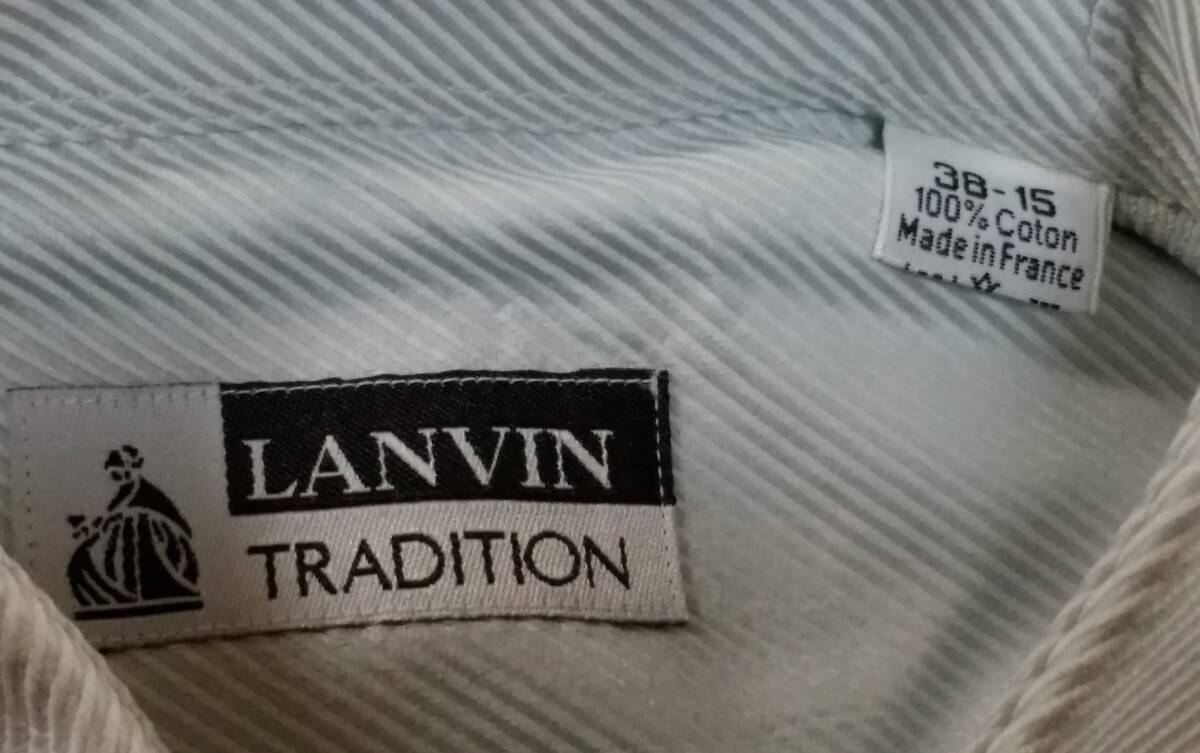 38-15
100% Coton
Made in France
LANVIN
TRADITION